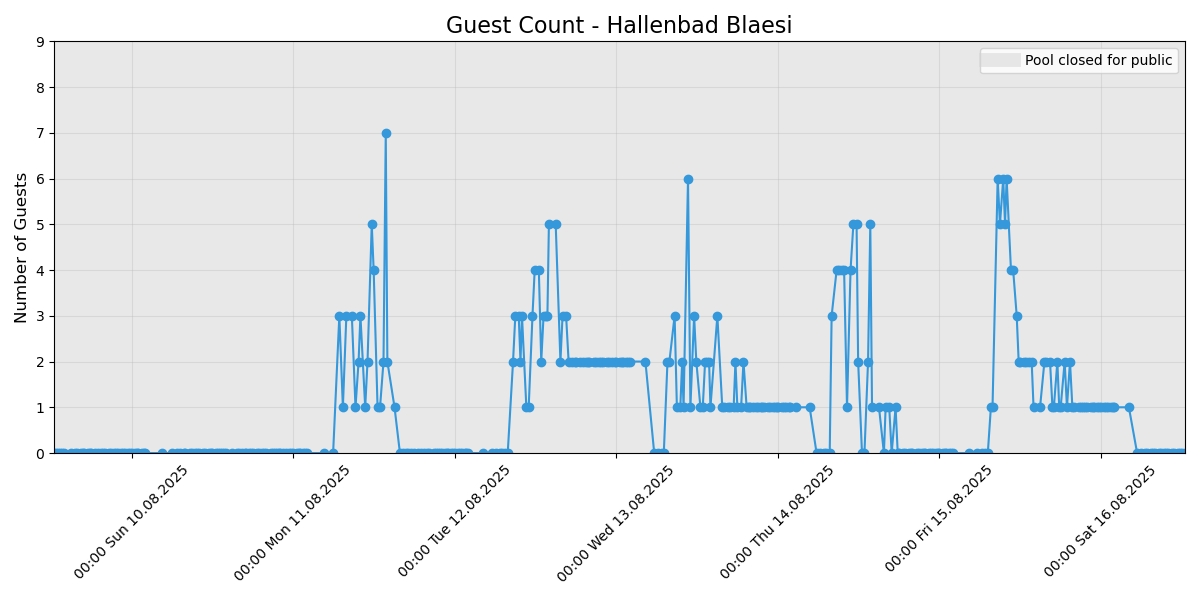 Guest Count - Hallenbad Blaesi
Pool closed for public
Number of Guests
9
8
7
6
5
4
3
2
1
0
00:00 Sun 10.08.2025
00:00 Mon 11.08.2025
00:00 Tue 12.08.2025
00:00 Wed 13.08.2025
00:00 Thu 14.08.2025
00:00 Fri 15.08.2025
00:00 Sat 16.08.2025